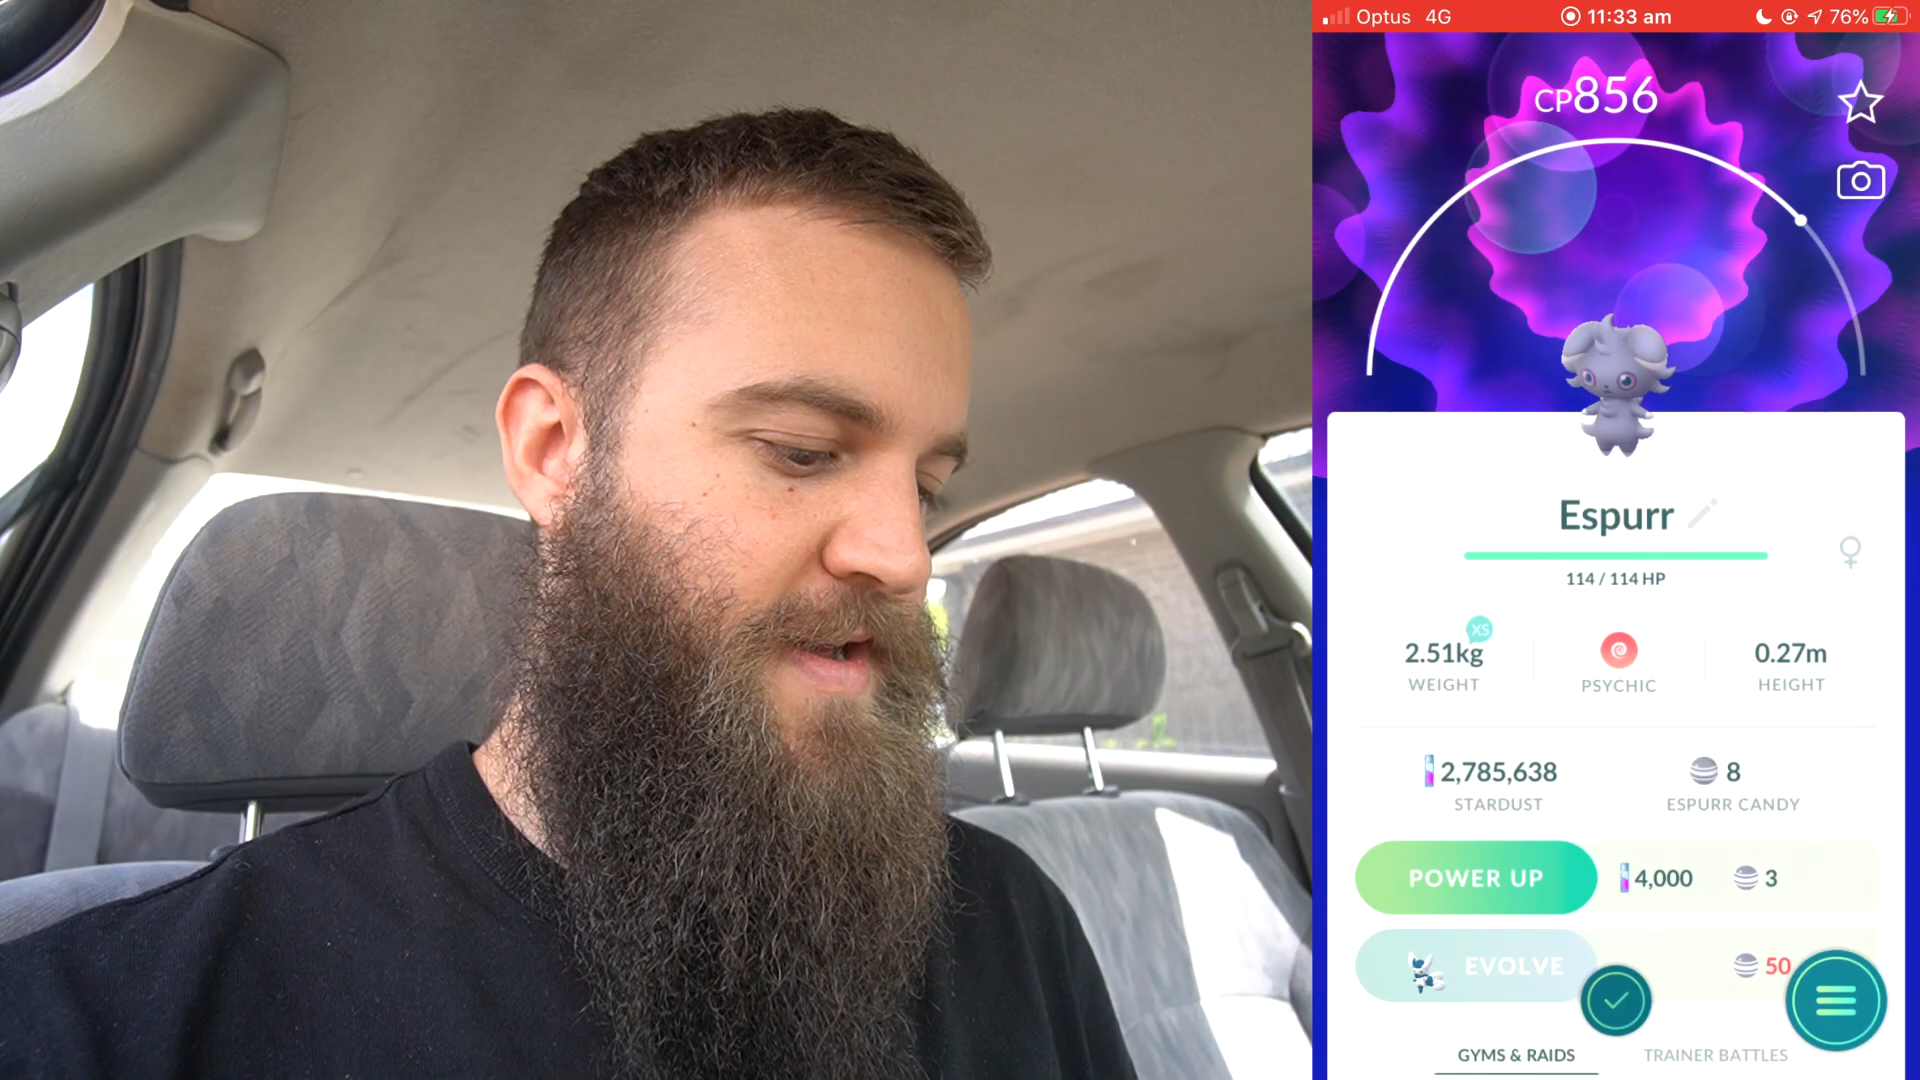 Optus 4G 11:33 am 76%
CP856
Espurr
114 / 114 HP
XS
2.51kg 0.27m
WEIGHT PSYCHIC HEIGHT
2,785,638 8
STARDUST ESPURR CANDY
POWER UP 4,000 3
EVOLVE 50
GYMS & RAIDS TRAINER BATTLES